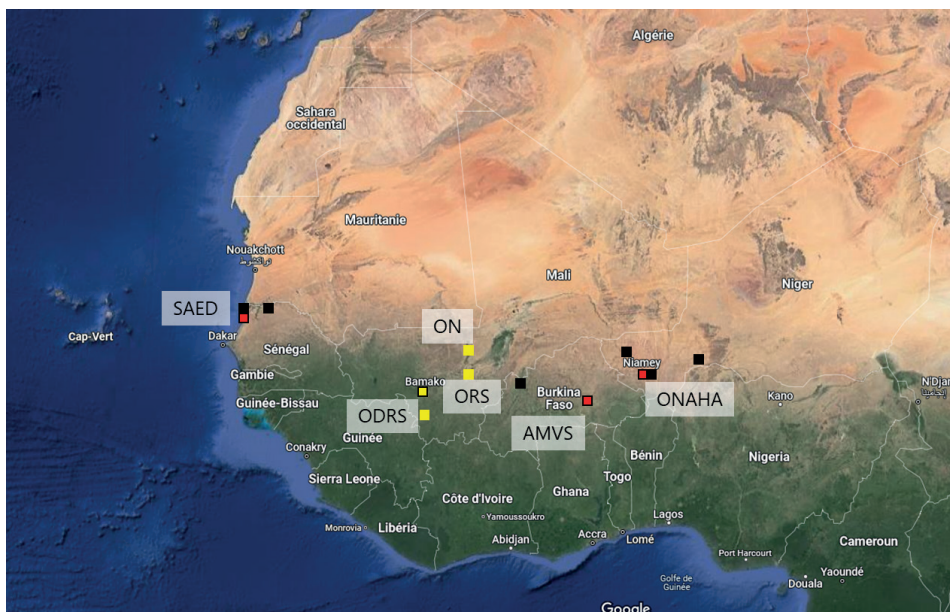 Algérie
Sahara
occidental
Mauritanie
Nouakchott
نواكشوط
Mali
Niger
SAED
ON
Cap-Vert
Dakar
Sénégal
Niamey
Gambie
Bamako
ORS
Burkina
Faso
ONAHA
Kano
N'Djam
Guinée-Bissau
ODRS
AMVS
Guinée
Conakry
Bénin
Nigeria
Togo
Sierra Leone
Côte d'Ivoire
Ghana
Yamoussoukro
Lagos
Monrovia
Libéria
Abidjan
Accra
Lomé
Cameroun
Port Harcourt
Golfe de
Guinée
Yaoundé
Douala
Google